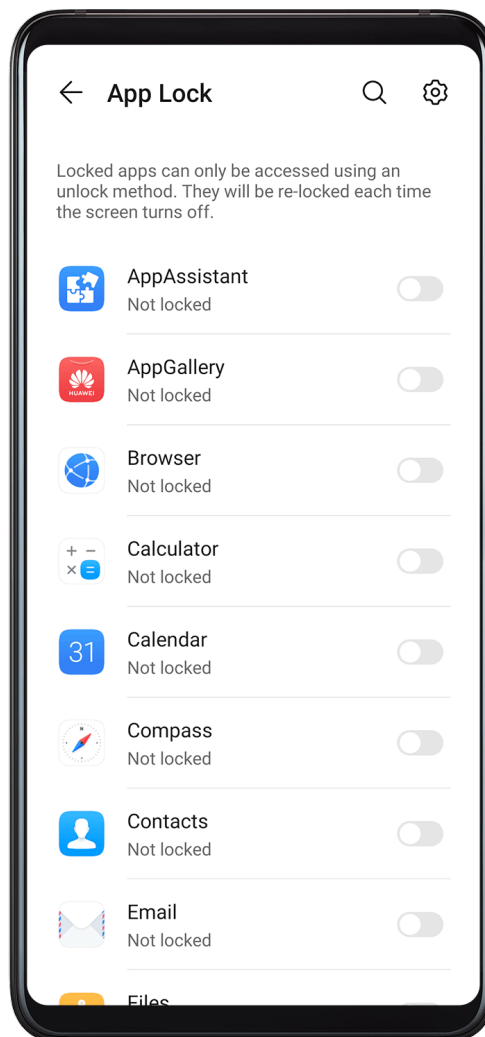 App Lock
Locked apps can only be accessed using an
unlock method. They will be re-locked each time
the screen turns off.
AppAssistant
Not locked
HUAWEI
AppGallery
Not locked
Browser
Not locked
Calculator
Not locked
31
Calendar
Not locked
N
Compass
Not locked
Contacts
Not locked
Email
Not locked
Files